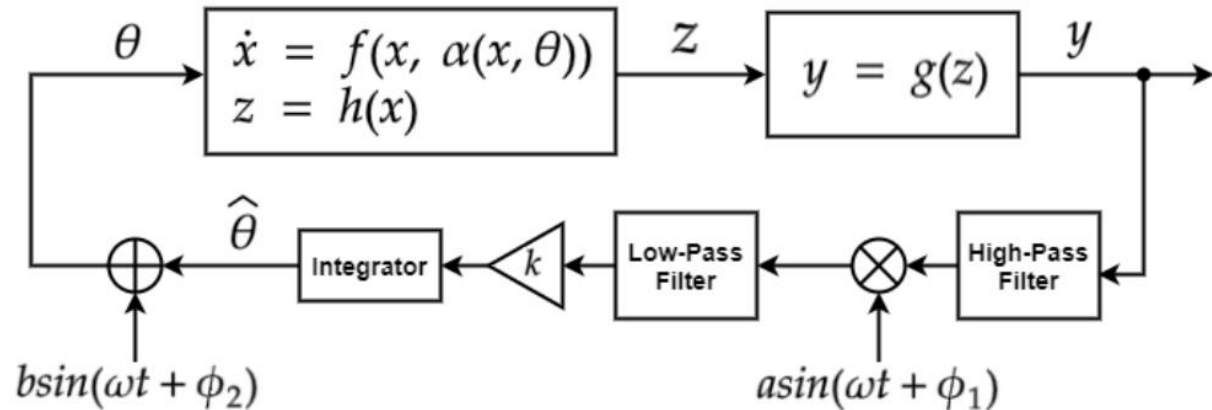 θ
ẋ = f(x, α(x, θ))
z = h(x)
z
y = g(z)
y
θ̂
Integrator
k
Low-Pass
Filter
High-Pass
Filter
bsin(ωt + ϕ₂)
asin(ωt + ϕ₁)